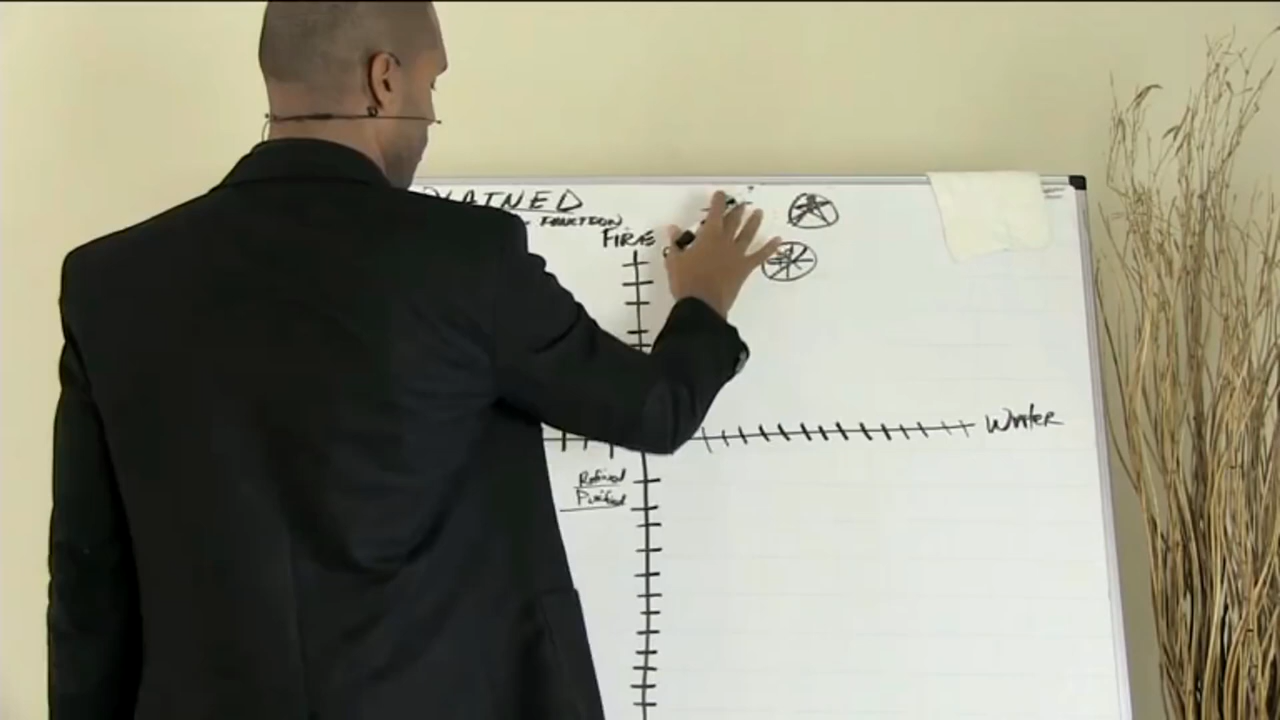 PLAINED
FUNCTION
FIRE
Winter
Refined
Purified